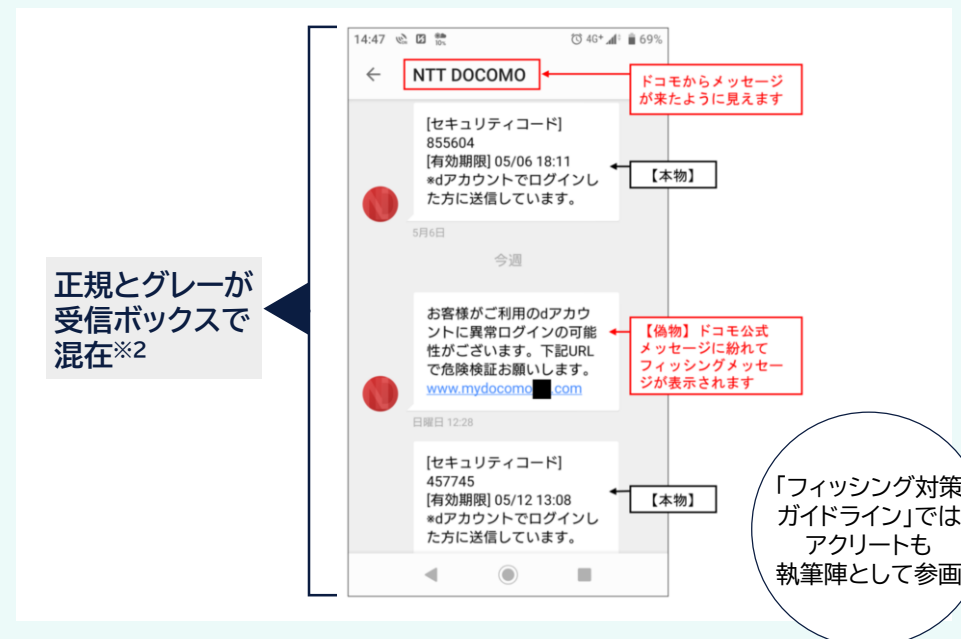 14:47
4G+
69%
NTT DOCOMO
ドコモからメッセージ
が来たように見えます
[セキュリティコード]
855604
[有効期限] 05/06 18:11
※dアカウントでログインし
た方に送信しています。
【本物】
5月6日
今週
正規とグレーが
受信ボックスで
混在※2
お客様がご利用のdアカウ
ントに異常ログインの可能
性がございます。下記URL
で危険検証お願いします。
www.mydocomo .com
【偽物】ドコモ公式
メッセージに紛れて
フィッシングメッセー
ジが表示されます
日曜日 12:28
[セキュリティコード]
457745
[有効期限] 05/12 13:08
※dアカウントでログインし
た方に送信しています。
【本物】
「フィッシング対策
ガイドライン」では
アクリートも
執筆陣として参画